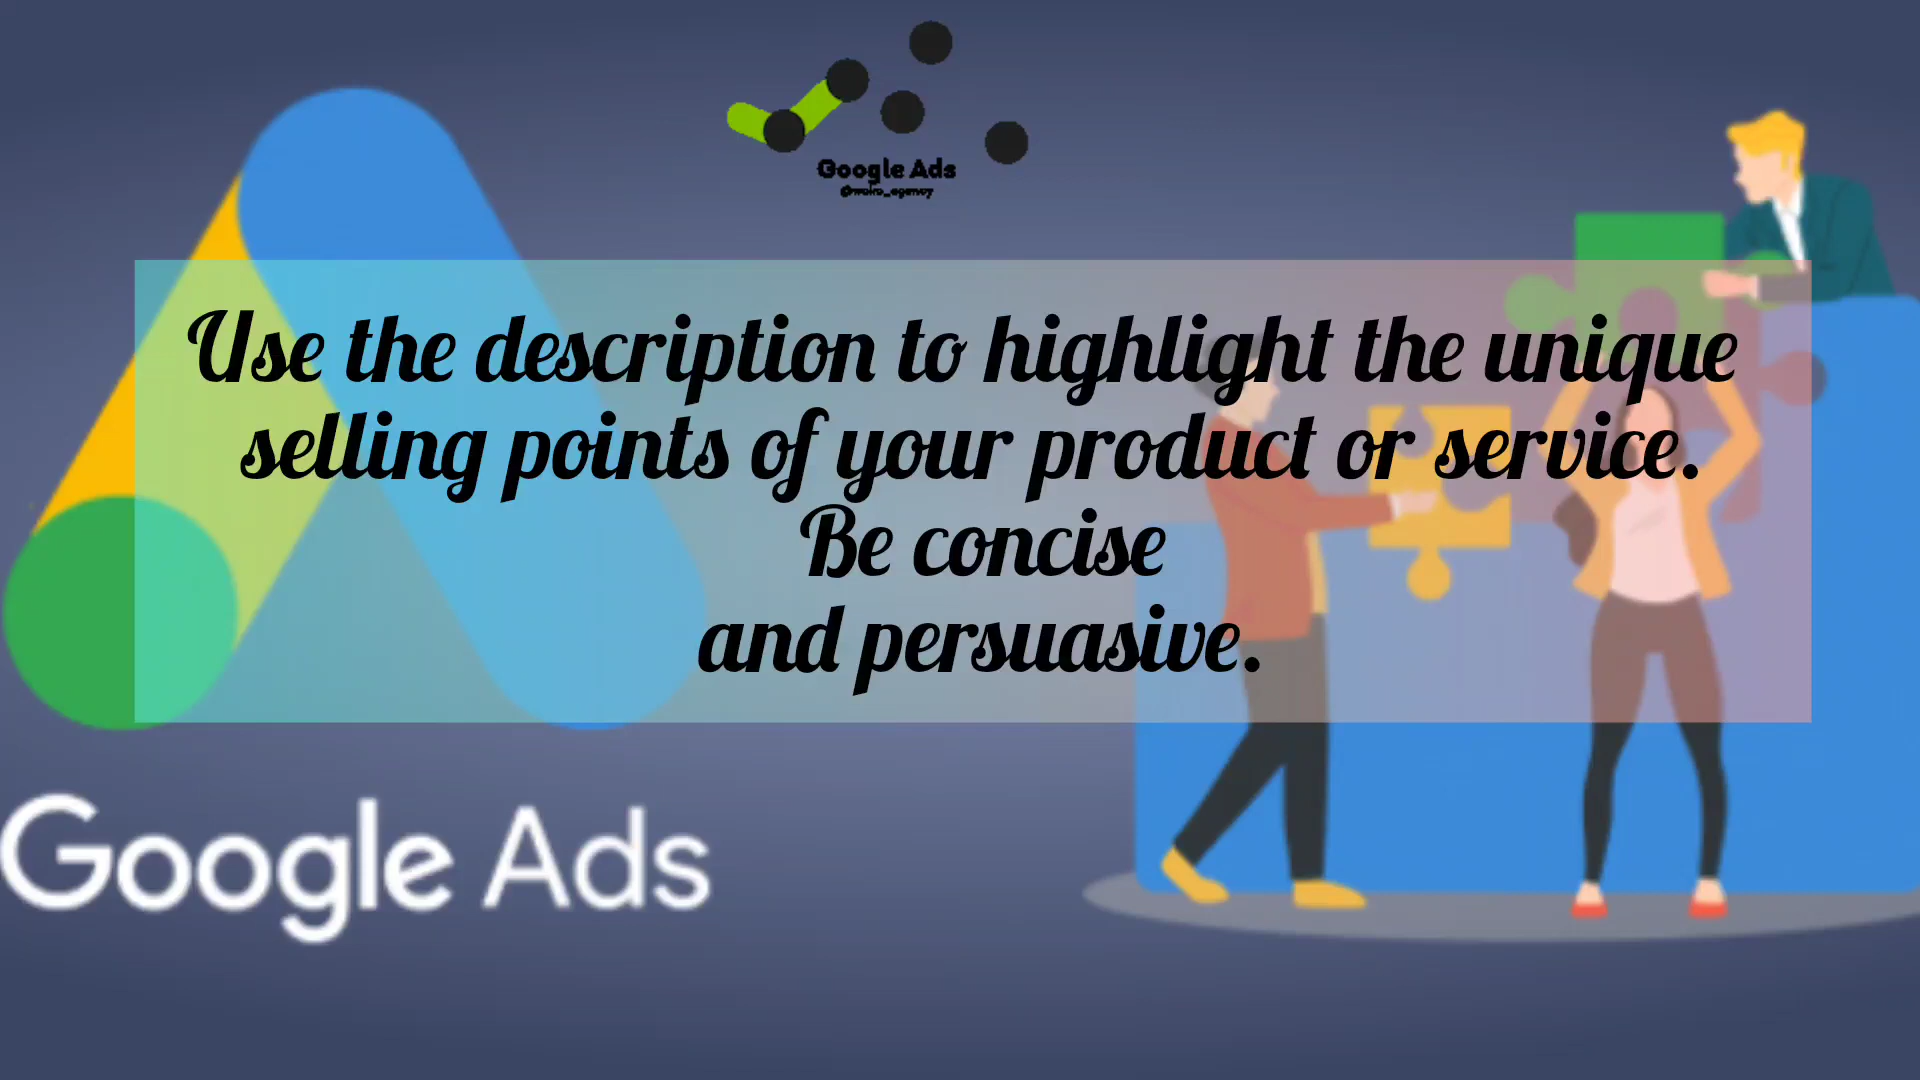 Google Ads
Use the description to highlight the unique
selling points of your product or service.
Be concise
and persuasive.
Google Ads